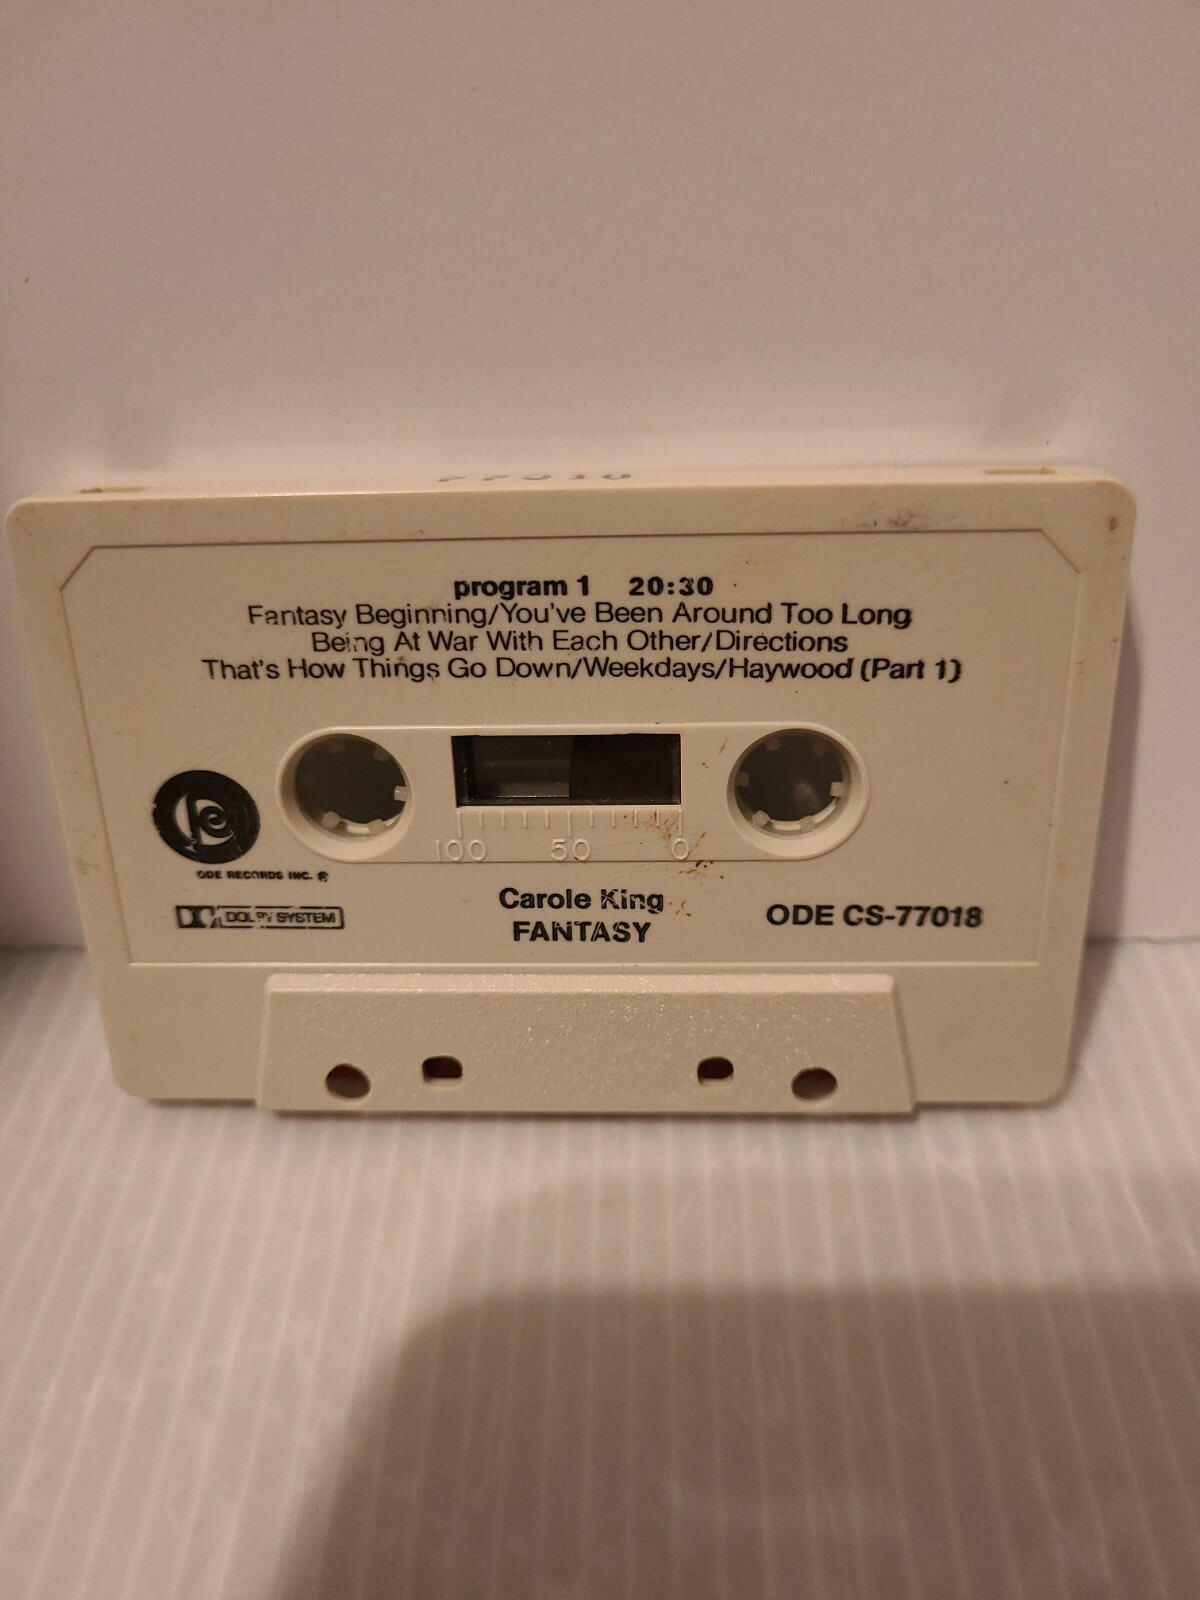 program 1 20:30
Fantasy Beginning/You've Been Around Too Long
Being At War With Each Other/Directions
That's How Things Go Down/Weekdays/Haywood (Part 1)
100 50 0
ODE RECORDS INC. ®
DOLBY SYSTEM
Carole King
FANTASY
ODE CS-77018